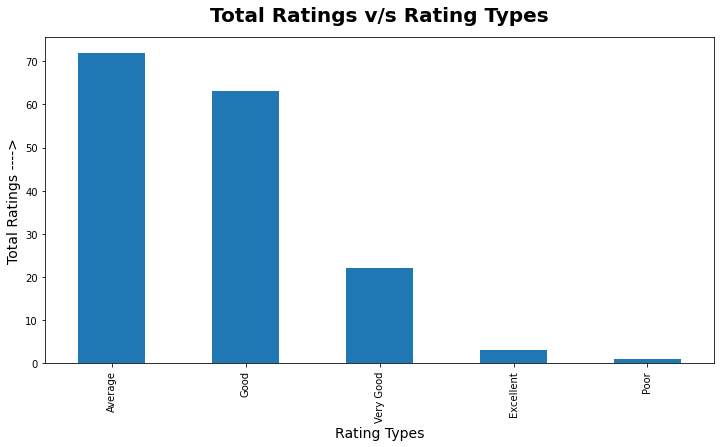 Total Ratings v/s Rating Types
Total Ratings ---->
70
60
50
40
30
20
10
0
Average
Good
Very Good
Excellent
Poor
Rating Types